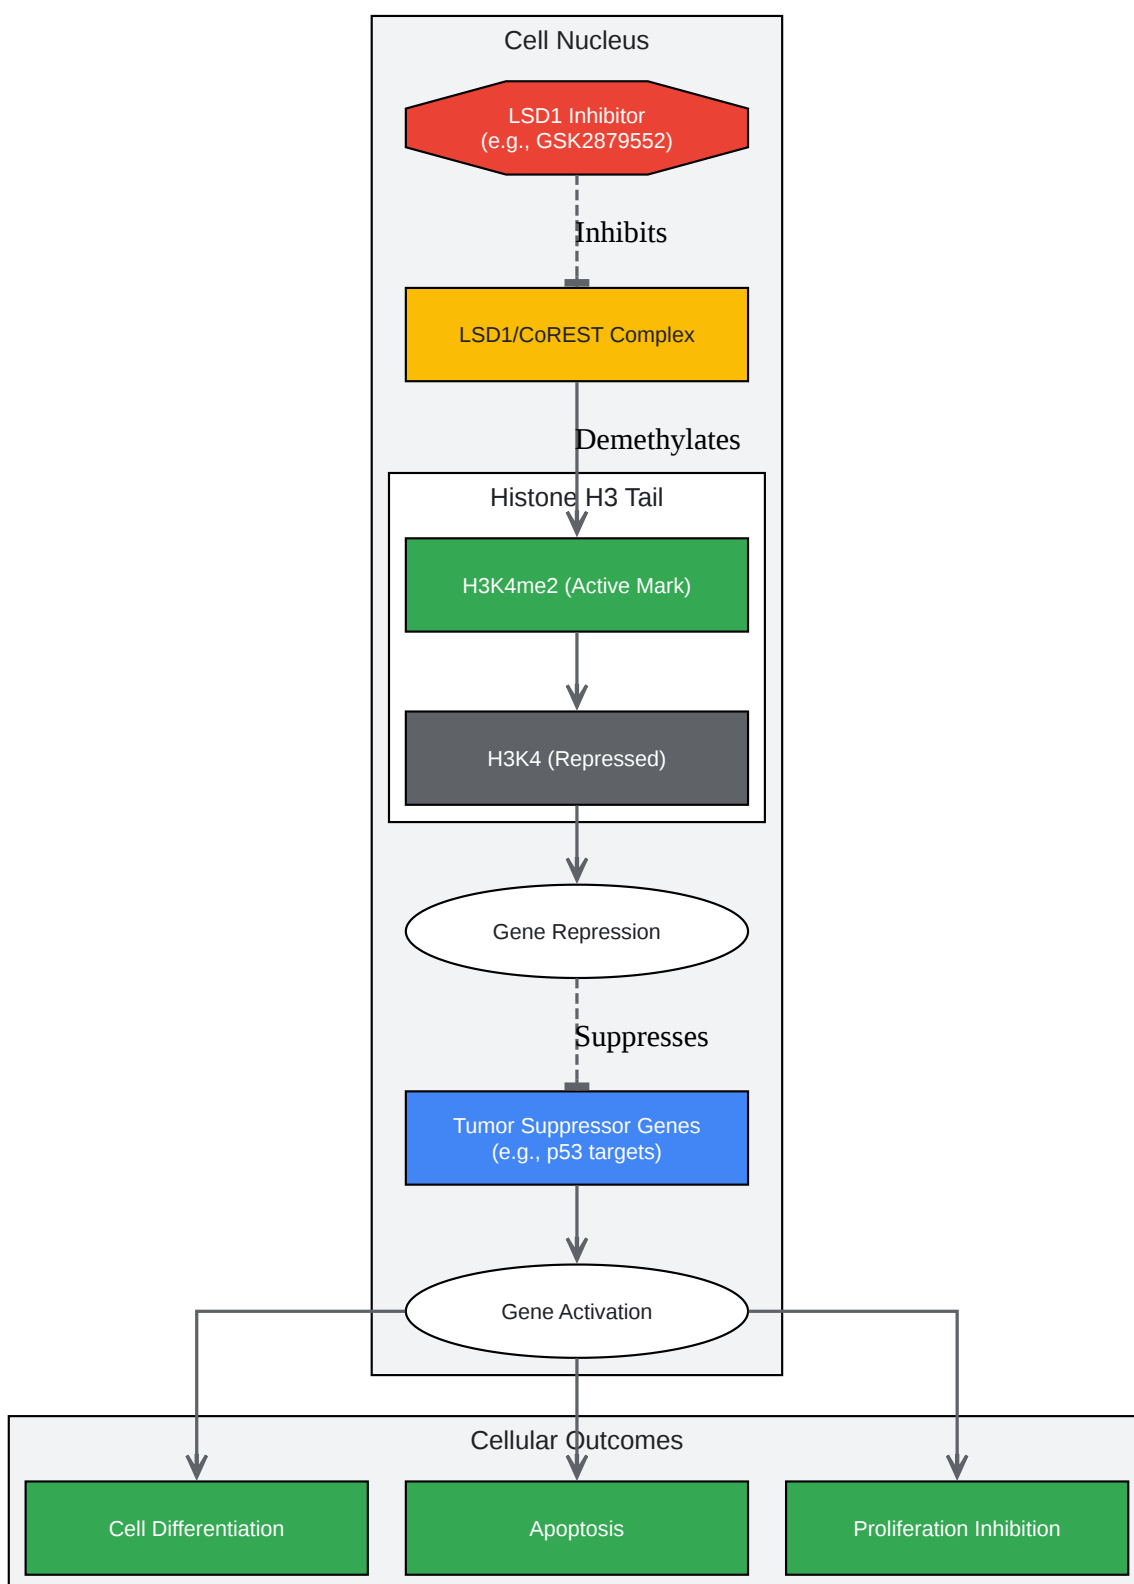 Cell Nucleus
LSD1 Inhibitor
(e.g., GSK2879552)
Inhibits
LSD1/CoREST Complex
Demethylates
Histone H3 Tail
H3K4me2 (Active Mark)
H3K4 (Repressed)
Gene Repression
Suppresses
Tumor Suppressor Genes
(e.g., p53 targets)
Gene Activation
Cellular Outcomes
Cell Differentiation
Apoptosis
Proliferation Inhibition